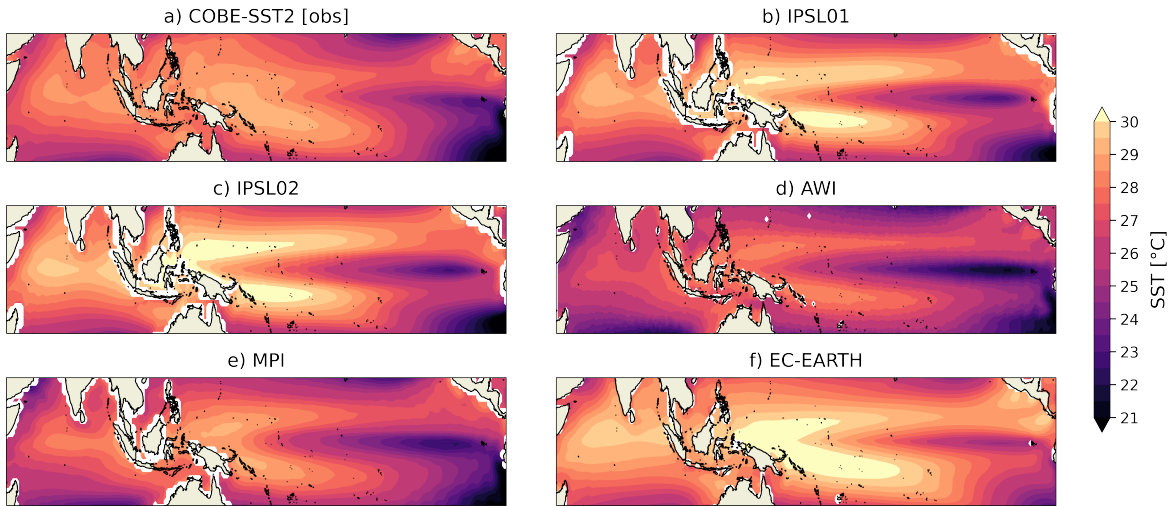 a) COBE-SST2 [obs]
b) IPSL01
c) IPSL02
d) AWI
e) MPI
f) EC-EARTH
30
29
28
27
26
25
24
23
22
21
SST [°C]